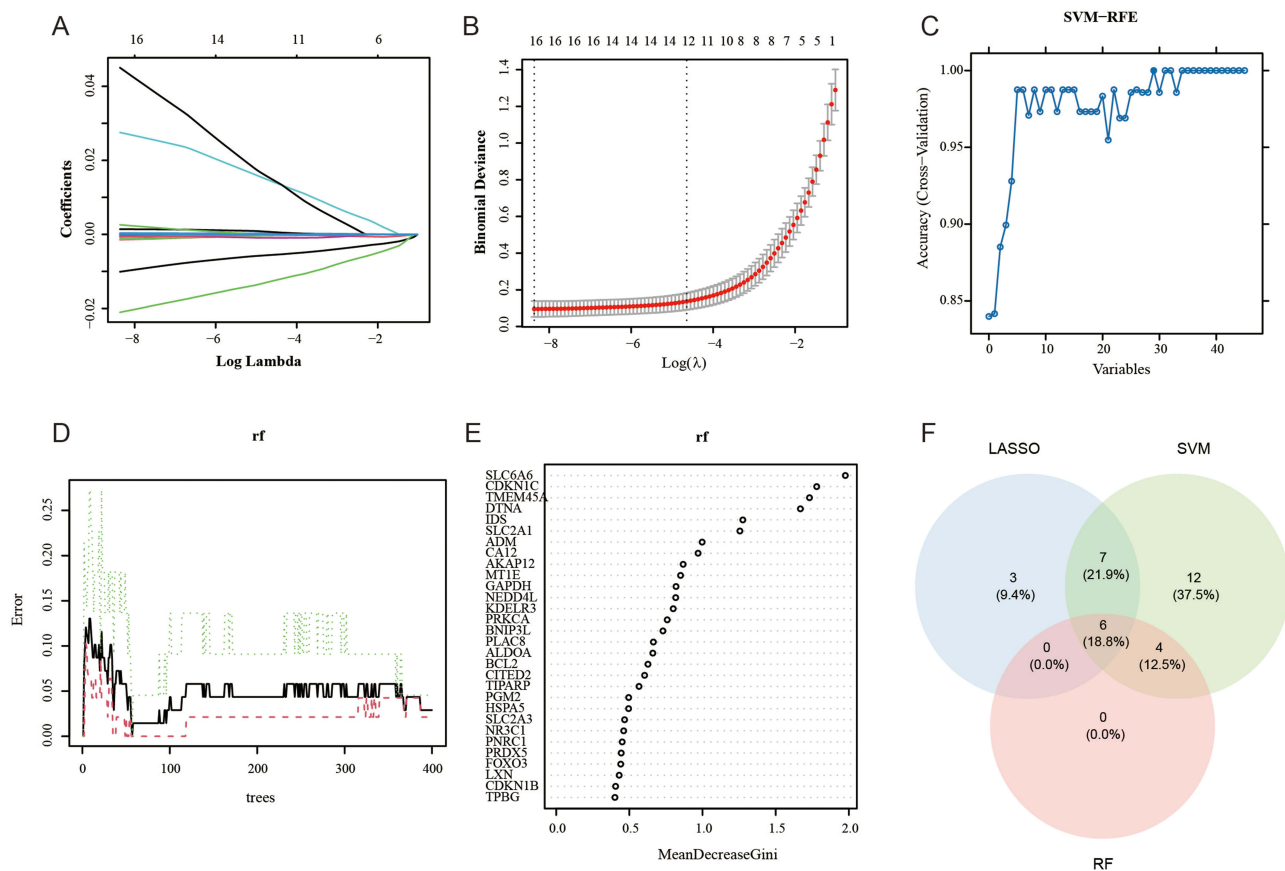 A
16 14 11 6
0.04
0.02
0.00
−0.02
Coefficients
−8 −6 −4 −2
Log Lambda
B
16 16 16 16 14 14 14 14 12 11 10 8 8 8 7 5 5 1
1.4
1.2
1.0
0.8
0.6
0.4
0.2
0.0
Binomial Deviance
−8 −6 −4 −2
Log(λ)
C
SVM−RFE
1.00
0.95
0.90
0.85
Accuracy (Cross−Validation)
0 10 20 30 40
Variables
D
rf
0.25
0.20
0.15
0.10
0.05
0.00
Error
0 100 200 300 400
trees
E
rf
SLC6A6
CDKN1C
TMEM45A
DTNA
IDS
SLC2A1
ADM
CA12
AKAP12
MT1E
GAPDH
NEDD4L
KDELR3
PRKCA
BNIP3L
PLAC8
ALDOA
BCL2
CITED2
TIPARP
PGM2
HSPA5
SLC2A3
NR3C1
PNRC1
PRDX5
FOXO3
LXN
CDKN1B
TPBG
0.0 0.5 1.0 1.5 2.0
MeanDecreaseGini
F
LASSO SVM
3
(9.4%)
7
(21.9%)
12
(37.5%)
6
(18.8%)
0
(0.0%)
4
(12.5%)
0
(0.0%)
RF